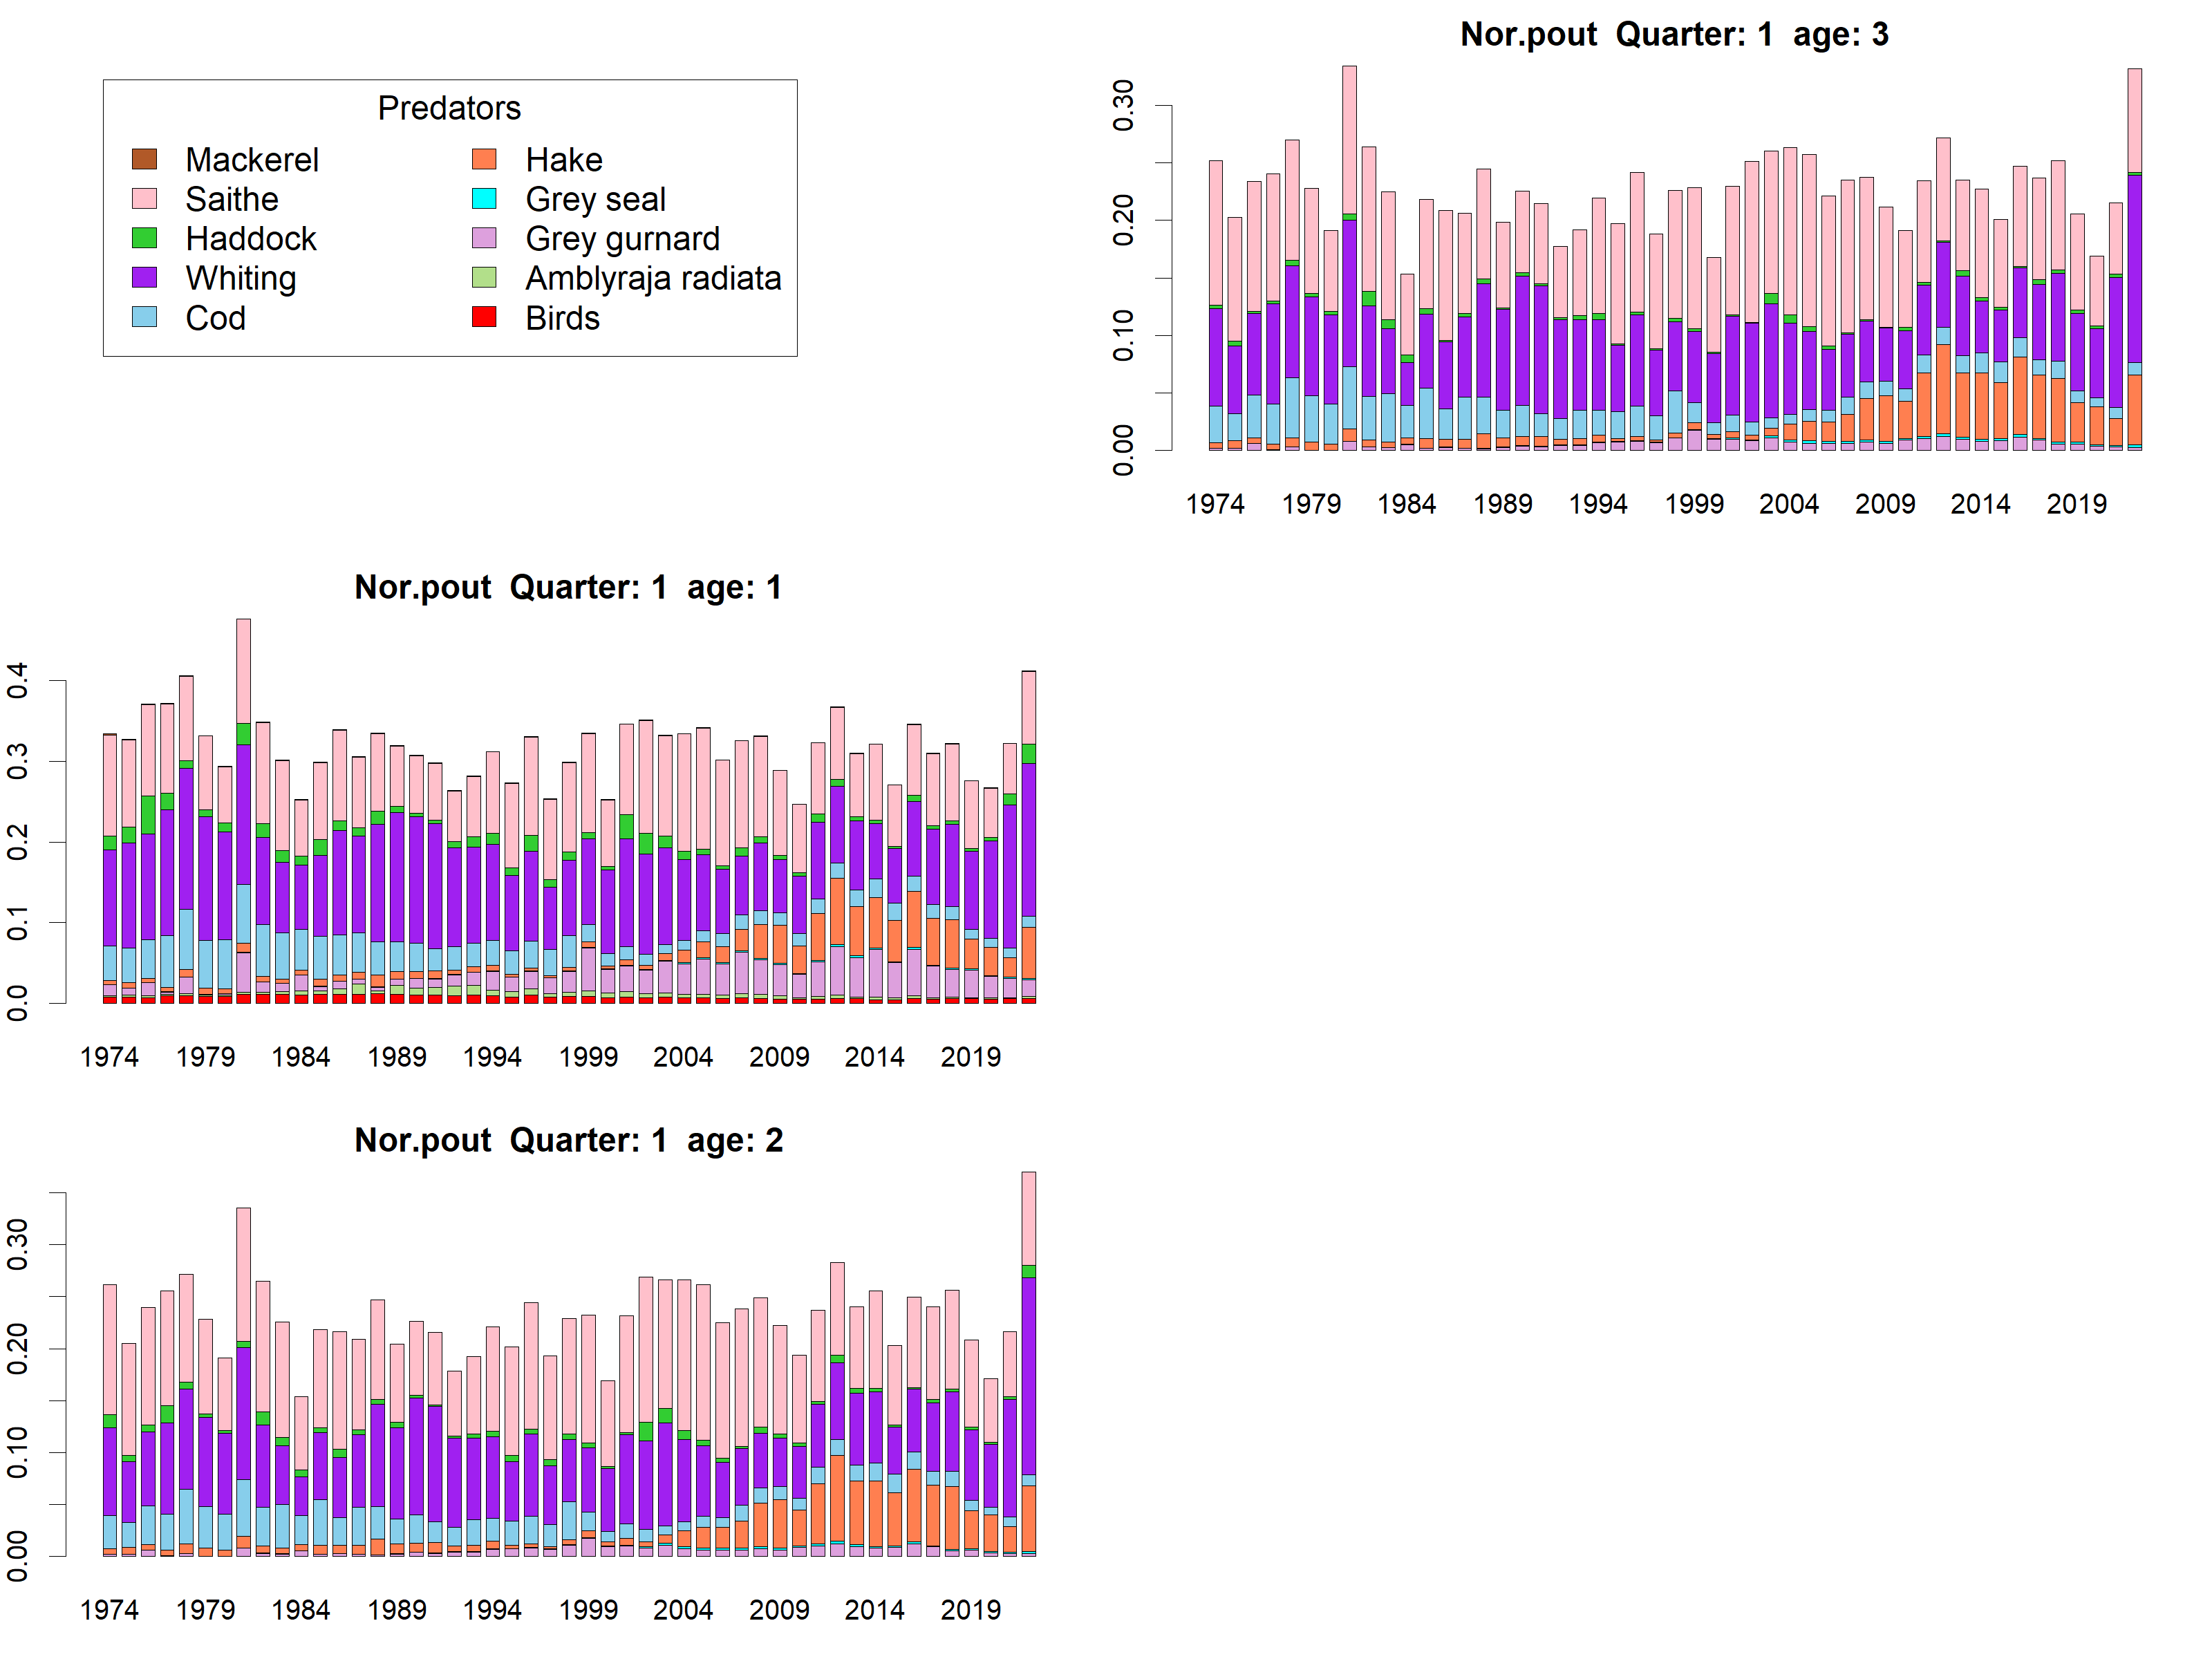 Predators
Mackerel
Saithe
Haddock
Whiting
Cod
Hake
Grey seal
Grey gurnard
Amblyraja radiata
Birds
Nor.pout Quarter: 1 age: 3
0.30
0.20
0.10
0.00
1974 1979 1984 1989 1994 1999 2004 2009 2014 2019
Nor.pout Quarter: 1 age: 1
0.4
0.3
0.2
0.1
0.0
1974 1979 1984 1989 1994 1999 2004 2009 2014 2019
Nor.pout Quarter: 1 age: 2
0.30
0.20
0.10
0.00
1974 1979 1984 1989 1994 1999 2004 2009 2014 2019